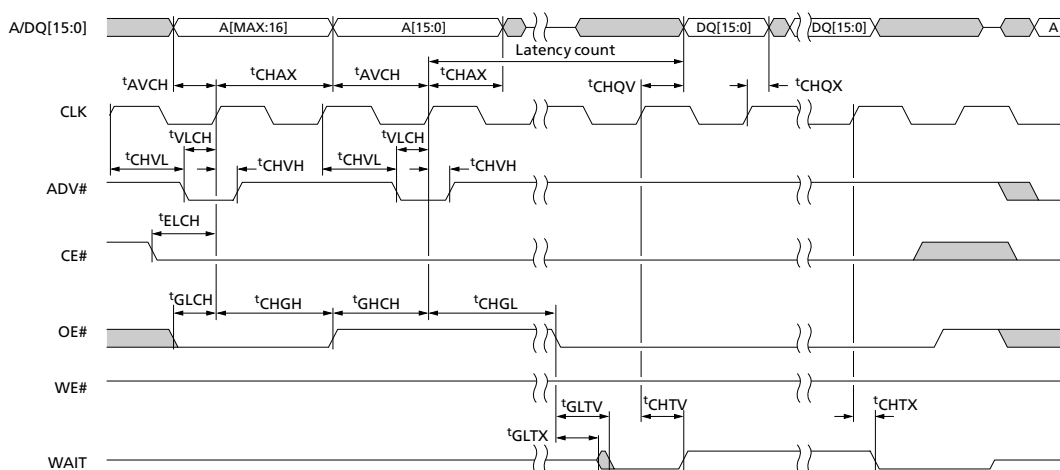 A/DQ[15:0]
A[MAX:16]
A[15:0]
DQ[15:0]
DQ[15:0]
A
Latency count
tAVCH
tCHAX
tAVCH
tCHAX
tCHQV
tCHQX
CLK
tVLCH
tVLCH
tCHVL
tCHVH
tCHVL
tCHVH
ADV#
tELCH
CE#
tGLCH
tCHGH
tGHCH
tCHGL
OE#
WE#
tGLTV
tCHTV
tCHTX
tGLTX
WAIT